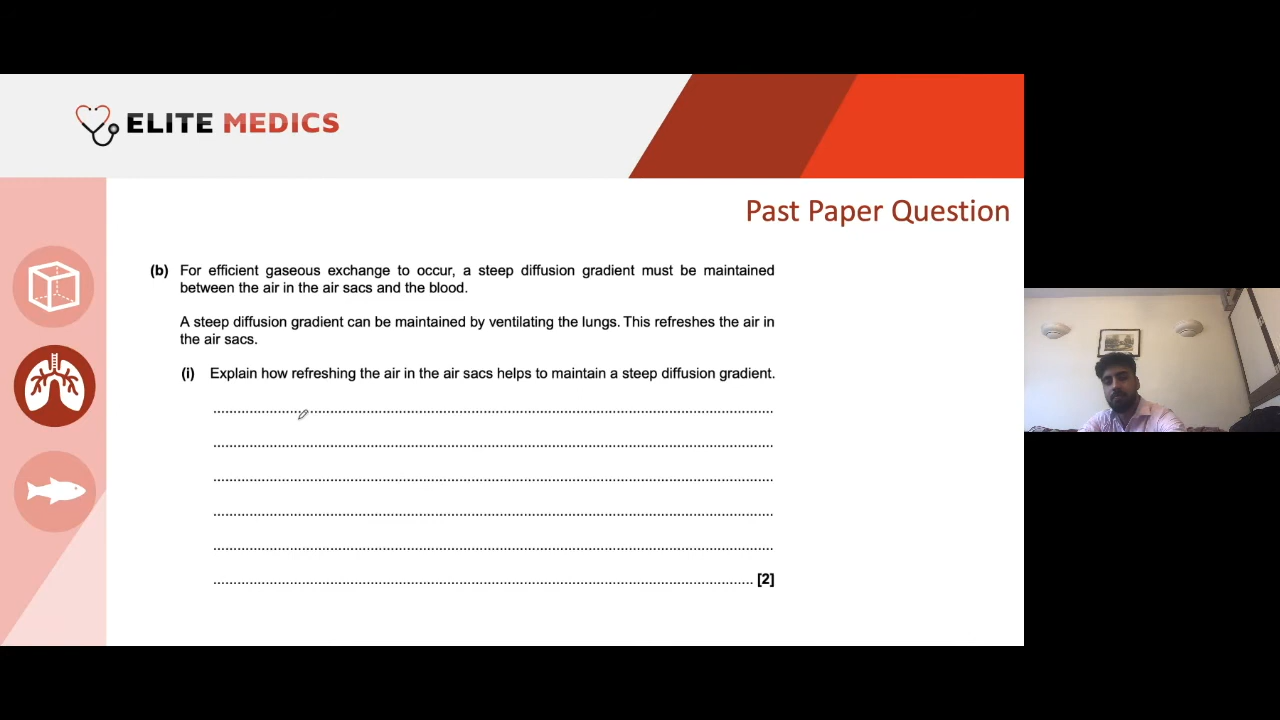 ELITE MEDICS
Past Paper Question
(b) For efficient gaseous exchange to occur, a steep diffusion gradient must be maintained
between the air in the air sacs and the blood.
A steep diffusion gradient can be maintained by ventilating the lungs. This refreshes the air in
the air sacs.
(i) Explain how refreshing the air in the air sacs helps to maintain a steep diffusion gradient.
[2]